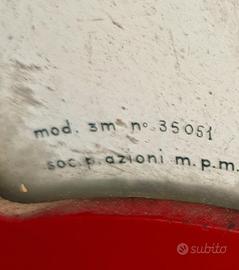 mod. 3m n° 35051
soc. p. azioni m.p.m.
subito